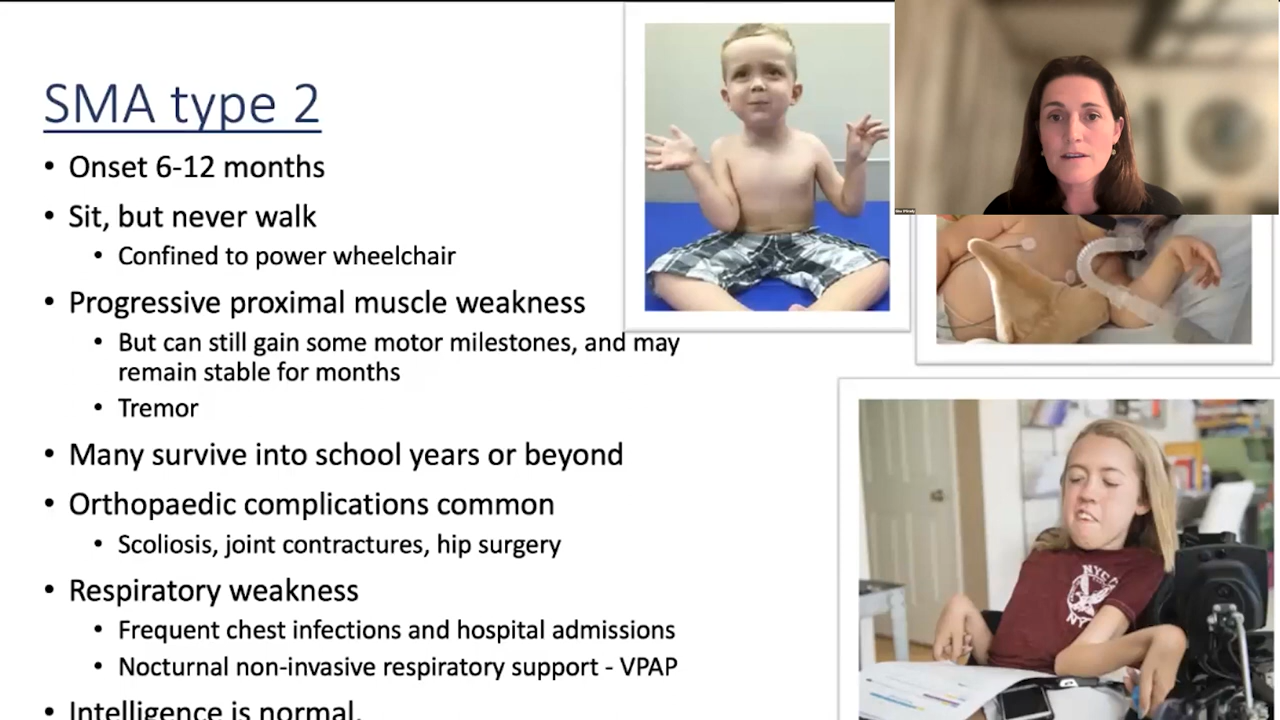 SMA type 2
• Onset 6-12 months
• Sit, but never walk
• Confined to power wheelchair
• Progressive proximal muscle weakness
• But can still gain some motor milestones, and may
remain stable for months
• Tremor
• Many survive into school years or beyond
• Orthopaedic complications common
• Scoliosis, joint contractures, hip surgery
• Respiratory weakness
• Frequent chest infections and hospital admissions
• Nocturnal non-invasive respiratory support - VPAP
• Intelligence is normal.
NYC
NY